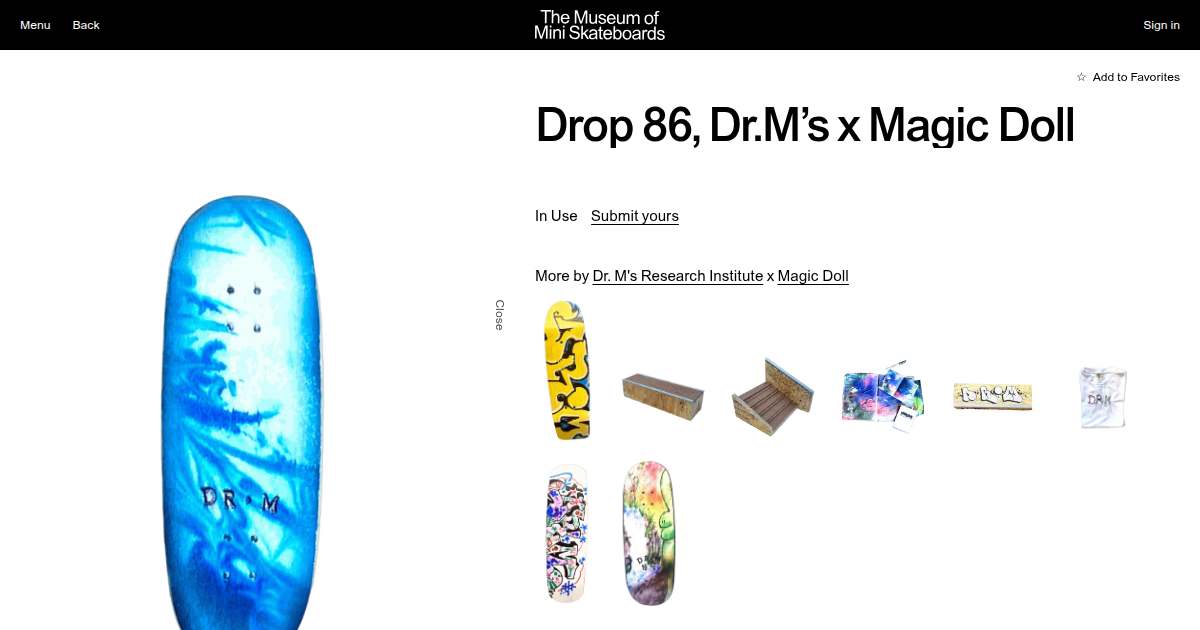 Menu
Back
The Museum of
Mini Skateboards
Sign in
☆ Add to Favorites
Drop 86, Dr.M’s x Magic Doll
In Use Submit yours
More by Dr. M's Research Institute x Magic Doll
Close
DR•M
DRM